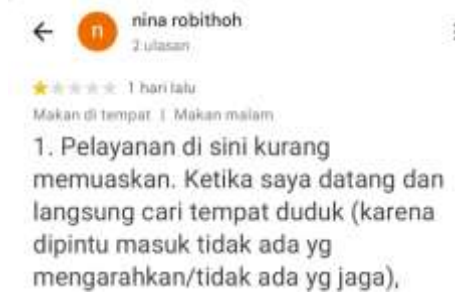 n
nina robithoh
2 ulasan
1 hari lalu
Makan di tempat | Makan malam
1. Pelayanan di sini kurang
memuaskan. Ketika saya datang dan
langsung cari tempat duduk (karena
dipintu masuk tidak ada yg
mengarahkan/tidak ada yg jaga),